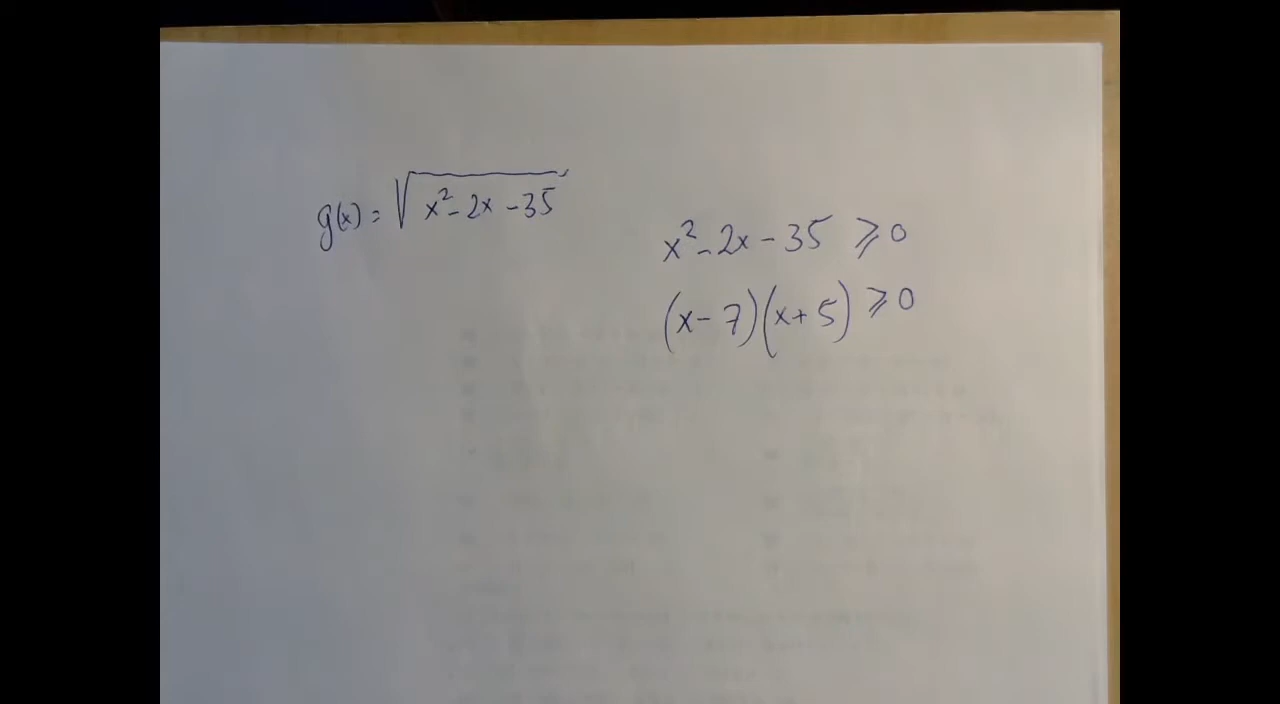 g(x) = √(x² - 2x - 35)
x² - 2x - 35 ⩾ 0
(x - 7)(x + 5) ⩾ 0